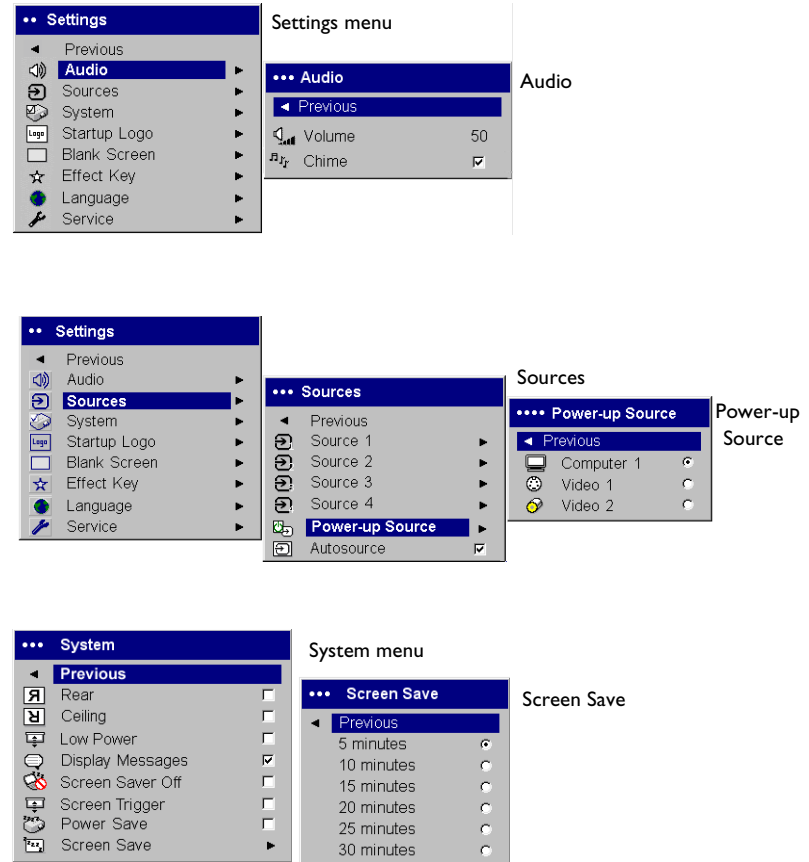 •• Settings
Settings menu
Previous
Audio
Sources
System
Logo Startup Logo
Blank Screen
Effect Key
Language
Service
••• Audio
Audio
Previous
Volume 50
Chime
•• Settings
Previous
Audio
Sources
System
Logo Startup Logo
Blank Screen
Effect Key
Language
Service
••• Sources
Sources
Previous
Source 1
Source 2
Source 3
Source 4
Power-up Source
Autosource
•••• Power-up Source
Power-up
Source
Previous
Computer 1
Video 1
Video 2
••• System
System menu
Previous
R Rear
R Ceiling
Low Power
Display Messages
Screen Saver Off
Screen Trigger
Power Save
Screen Save
••• Screen Save
Screen Save
Previous
5 minutes
10 minutes
15 minutes
20 minutes
25 minutes
30 minutes